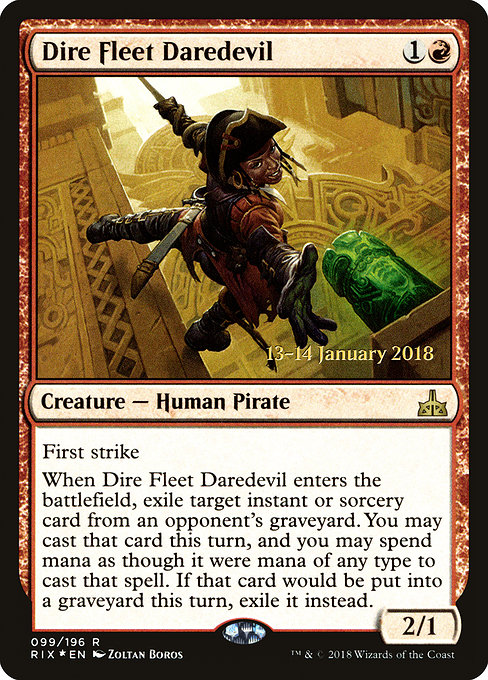 Dire Fleet Daredevil 1
13–14 January 2018
Creature — Human Pirate
First strike
When Dire Fleet Daredevil enters the
battlefield, exile target instant or sorcery
card from an opponent's graveyard. You may
cast that card this turn, and you may spend
mana as though it were mana of any type to
cast that spell. If that card would be put into
a graveyard this turn, exile it instead.
2/1
099/196 R
RIX★EN Zoltan Boros ™ & © 2018 Wizards of the Coast